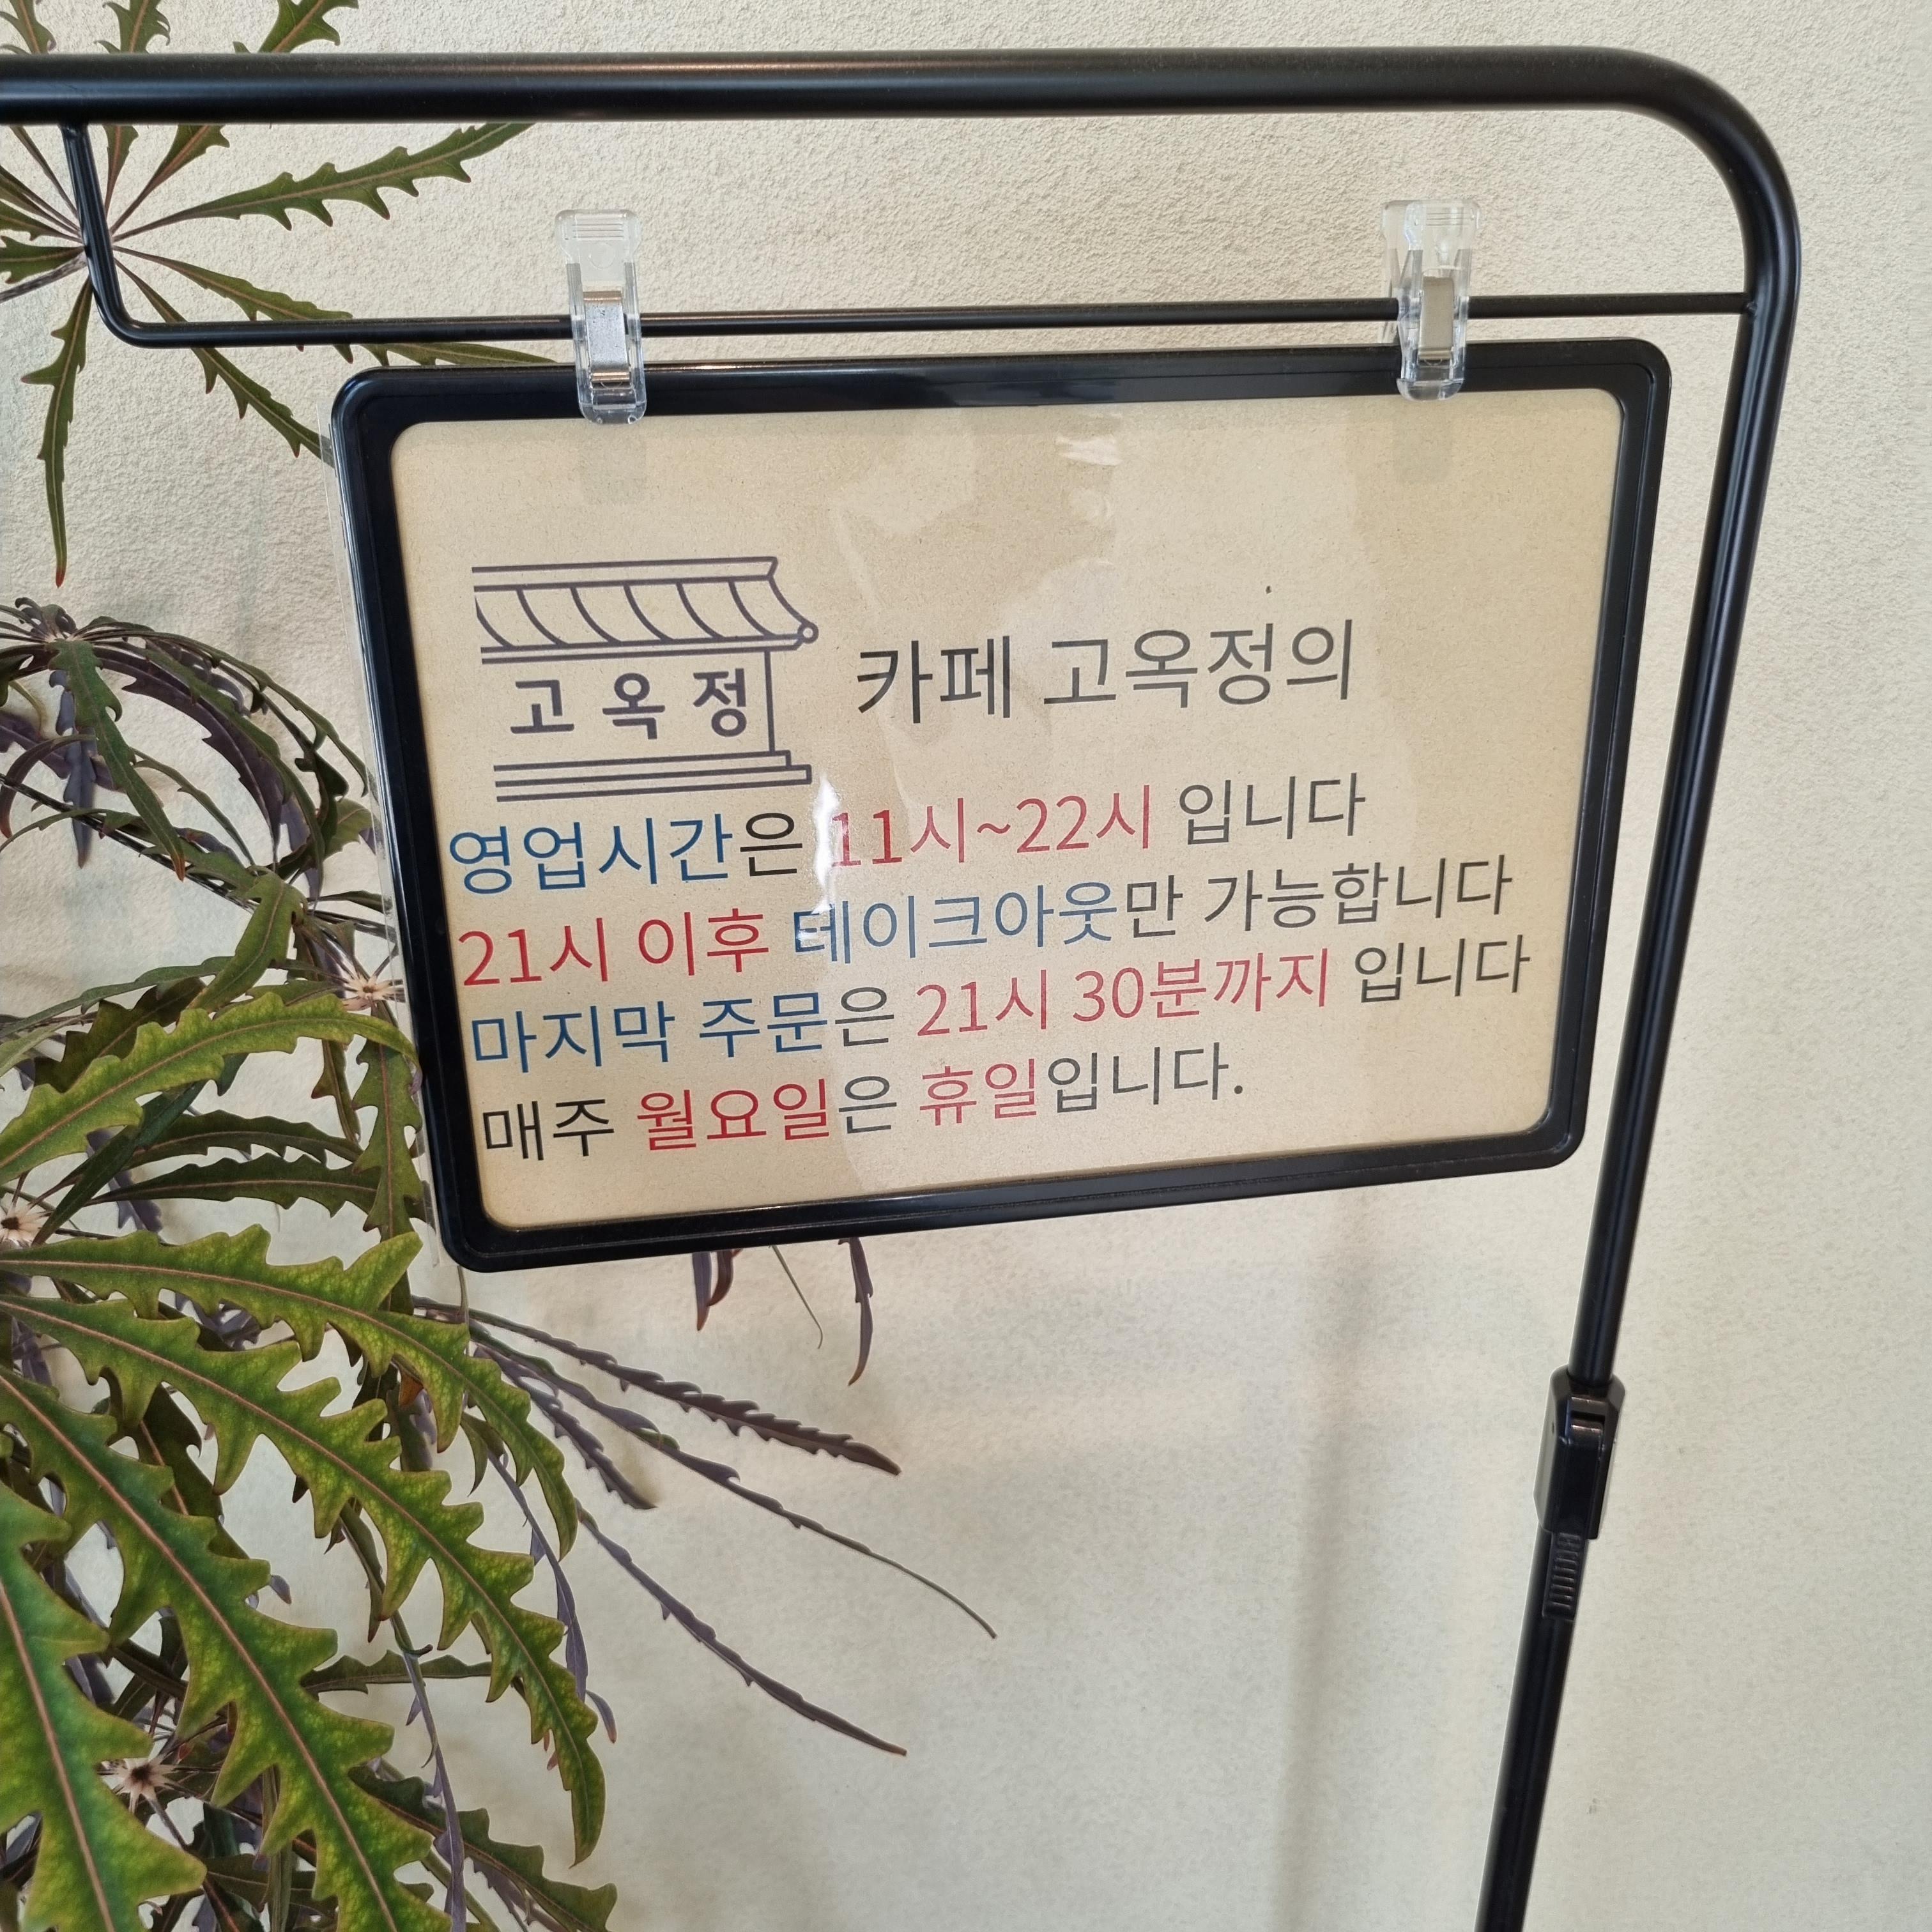 고옥정
카페 고옥정의
영업시간은 11시~22시 입니다
21시 이후 테이크아웃만 가능합니다
마지막 주문은 21시 30분까지 입니다
매주 월요일은 휴일입니다.